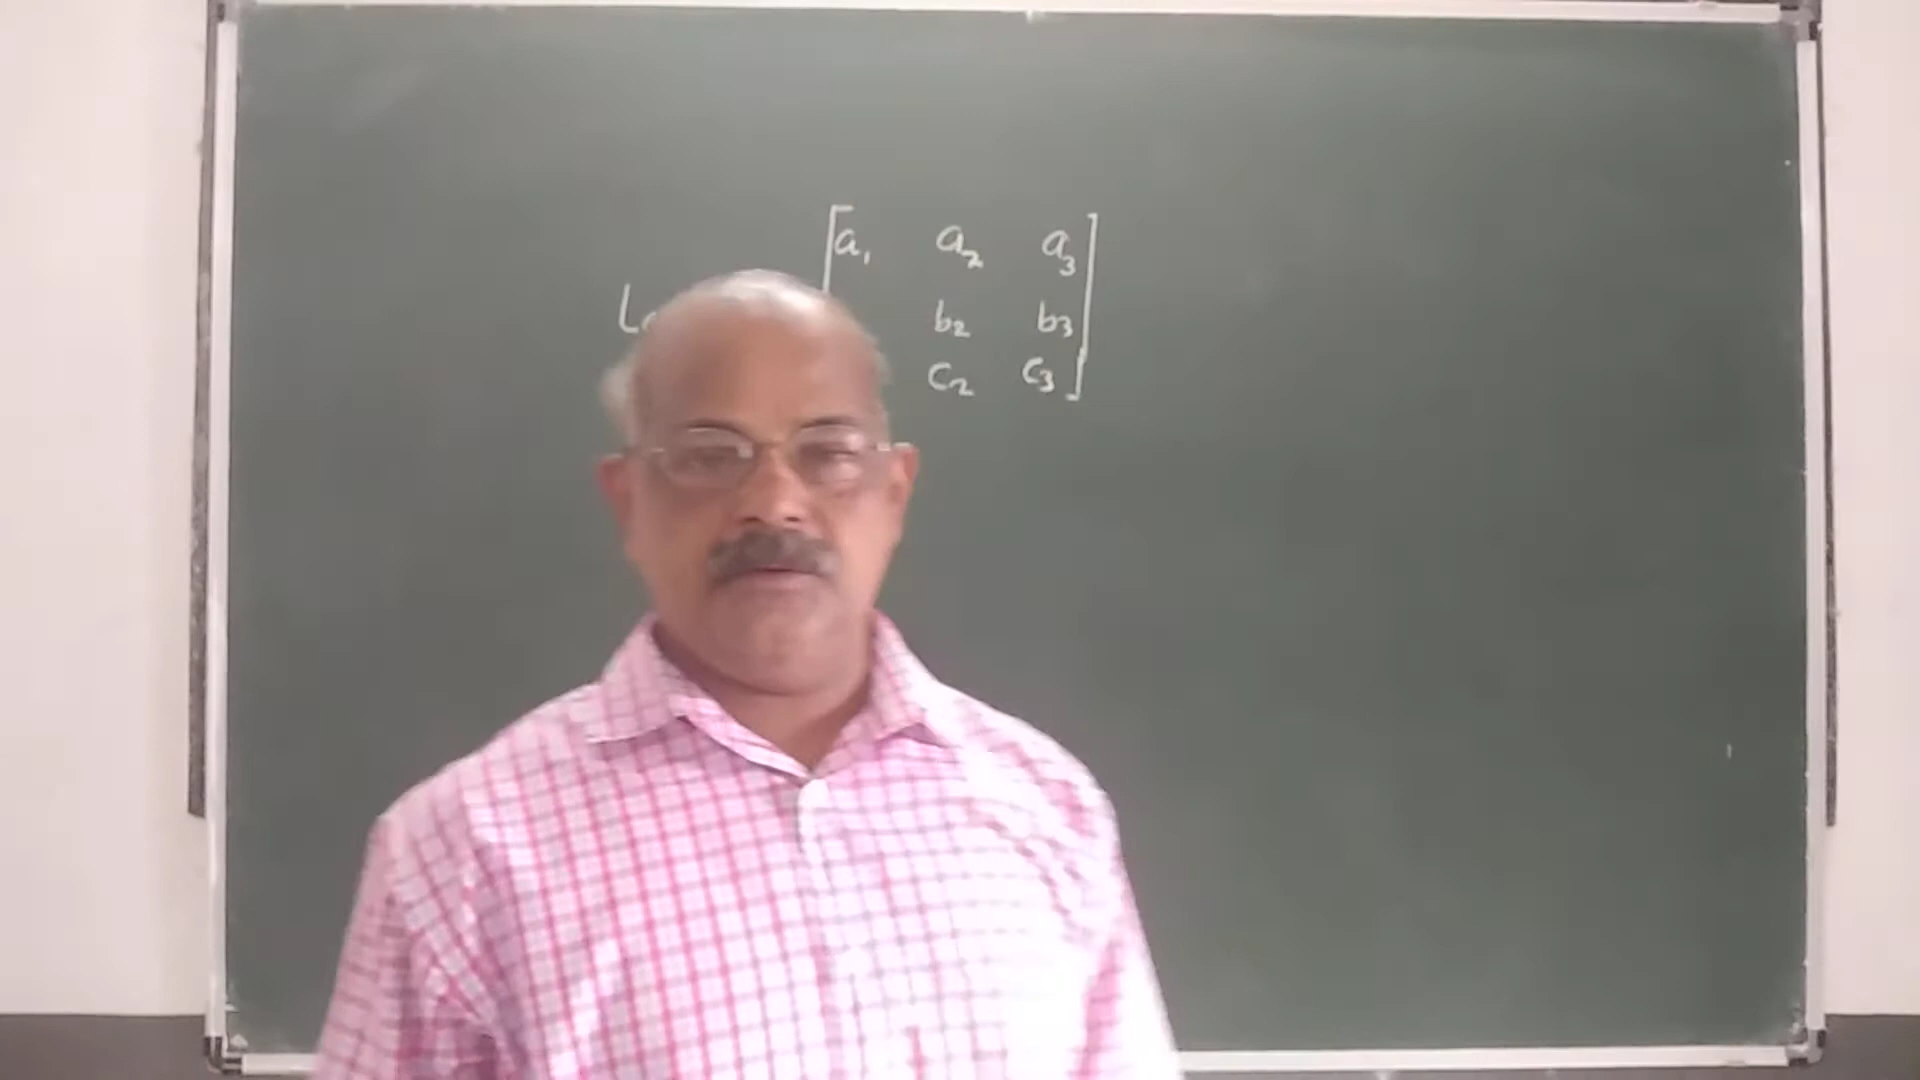 [a₁ a₂ a₃]
b₂ b₃
c₂ c₃